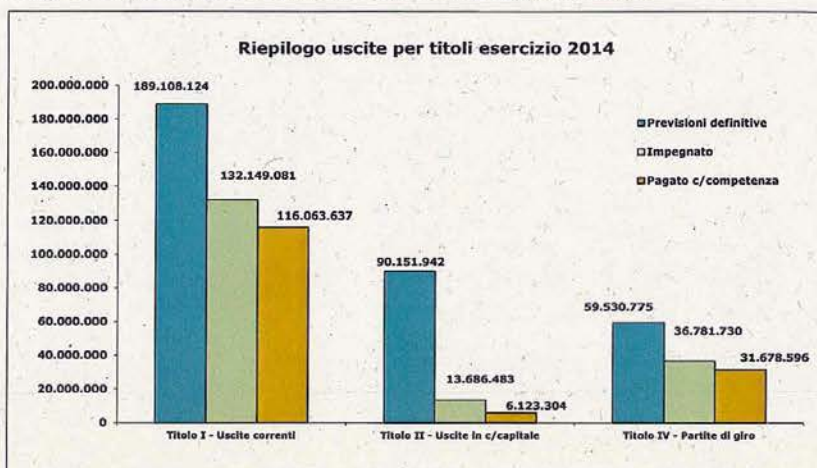 Riepilogo uscite per titoli esercizio 2014
200.000.000
180.000.000
160.000.000
140.000.000
120.000.000
100.000.000
80.000.000
60.000.000
40.000.000
20.000.000
0
189.108.124
132.149.081
116.063.637
90.151.942
13.686.483
6.123.304
59.530.775
36.781.730
31.678.596
Previsioni definitive
Impegnato
Pagato c/competenza
Titolo I - Uscite correnti
Titolo II - Uscite in c/capitale
Titolo IV - Partite di giro